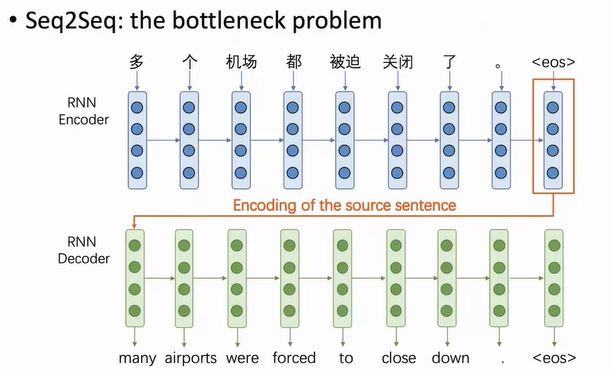 • Seq2Seq: the bottleneck problem
多 个 机场 都 被迫 关闭 了 。 <eos>
RNN
Encoder
Encoding of the source sentence
RNN
Decoder
many airports were forced to close down . <eos>